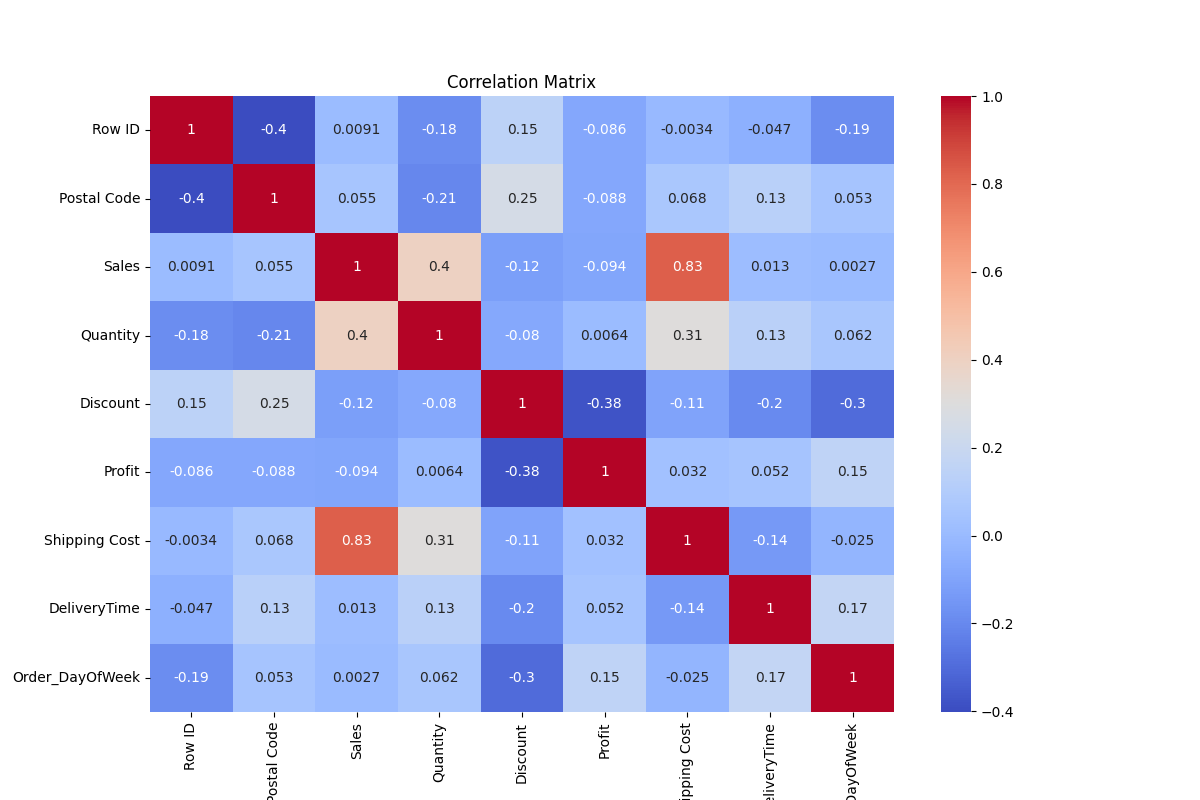 Correlation Matrix
Row ID 1 -0.4 0.0091 -0.18 0.15 -0.086 -0.0034 -0.047 -0.19
Postal Code -0.4 1 0.055 -0.21 0.25 -0.088 0.068 0.13 0.053
Sales 0.0091 0.055 1 0.4 -0.12 -0.094 0.83 0.013 0.0027
Quantity -0.18 -0.21 0.4 1 -0.08 0.0064 0.31 0.13 0.062
Discount 0.15 0.25 -0.12 -0.08 1 -0.38 -0.11 -0.2 -0.3
Profit -0.086 -0.088 -0.094 0.0064 -0.38 1 0.032 0.052 0.15
Shipping Cost -0.0034 0.068 0.83 0.31 -0.11 0.032 1 -0.14 -0.025
DeliveryTime -0.047 0.13 0.013 0.13 -0.2 0.052 -0.14 1 0.17
Order_DayOfWeek -0.19 0.053 0.0027 0.062 -0.3 0.15 -0.025 0.17 1
Row ID
Postal Code
Sales
Quantity
Discount
Profit
ipping Cost
eliveryTime
DayOfWeek
1.0
0.8
0.6
0.4
0.2
0.0
−0.2
−0.4